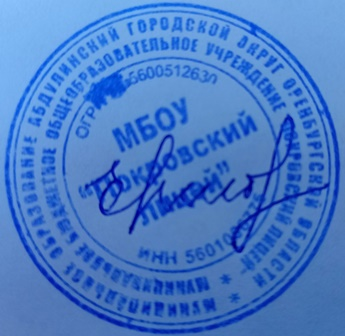 МУНИЦИПАЛЬНОЕ ОБРАЗОВАНИЕ АБДУЛИНСКИЙ ГОРОДСКОЙ ОКРУГ ОРЕНБУРГСКОЙ ОБЛАСТИ *
МУНИЦИПАЛЬНОЕ БЮДЖЕТНОЕ ОБЩЕОБРАЗОВАТЕЛЬНОЕ УЧРЕЖДЕНИЕ "ПОКРОВСКИЙ ЛИЦЕЙ" *
ОГРН
МБОУ
"ПОКРОВСКИЙ
ЛИЦЕЙ"
ИНН